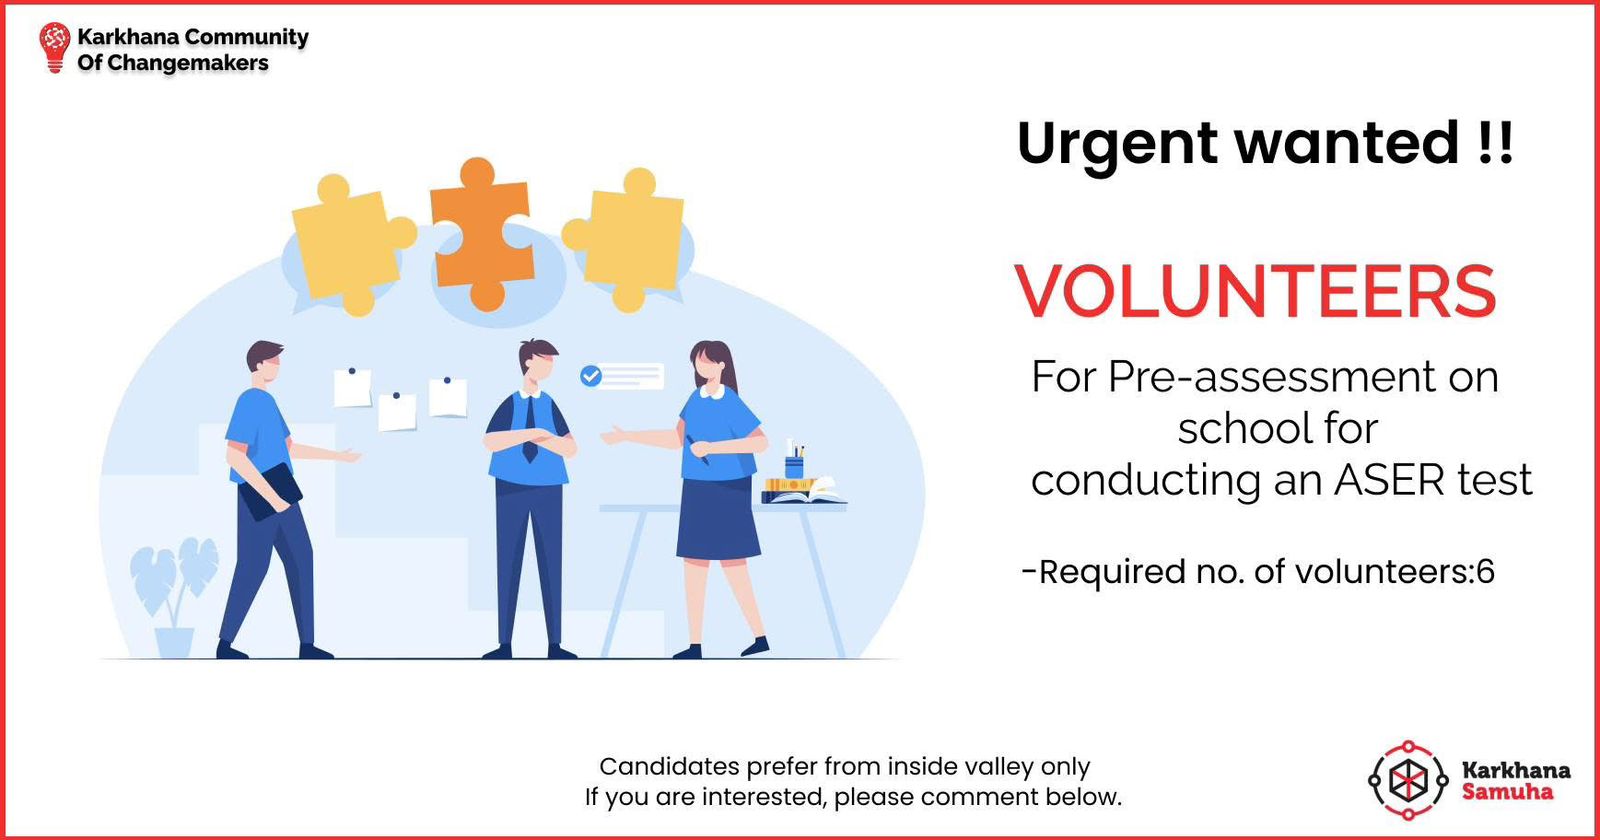 Karkhana Community
Of Changemakers
Urgent wanted !!
VOLUNTEERS
For Pre-assessment on
school for
conducting an ASER test
-Required no. of volunteers:6
Candidates prefer from inside valley only
If you are interested, please comment below.
Karkhana
Samuha